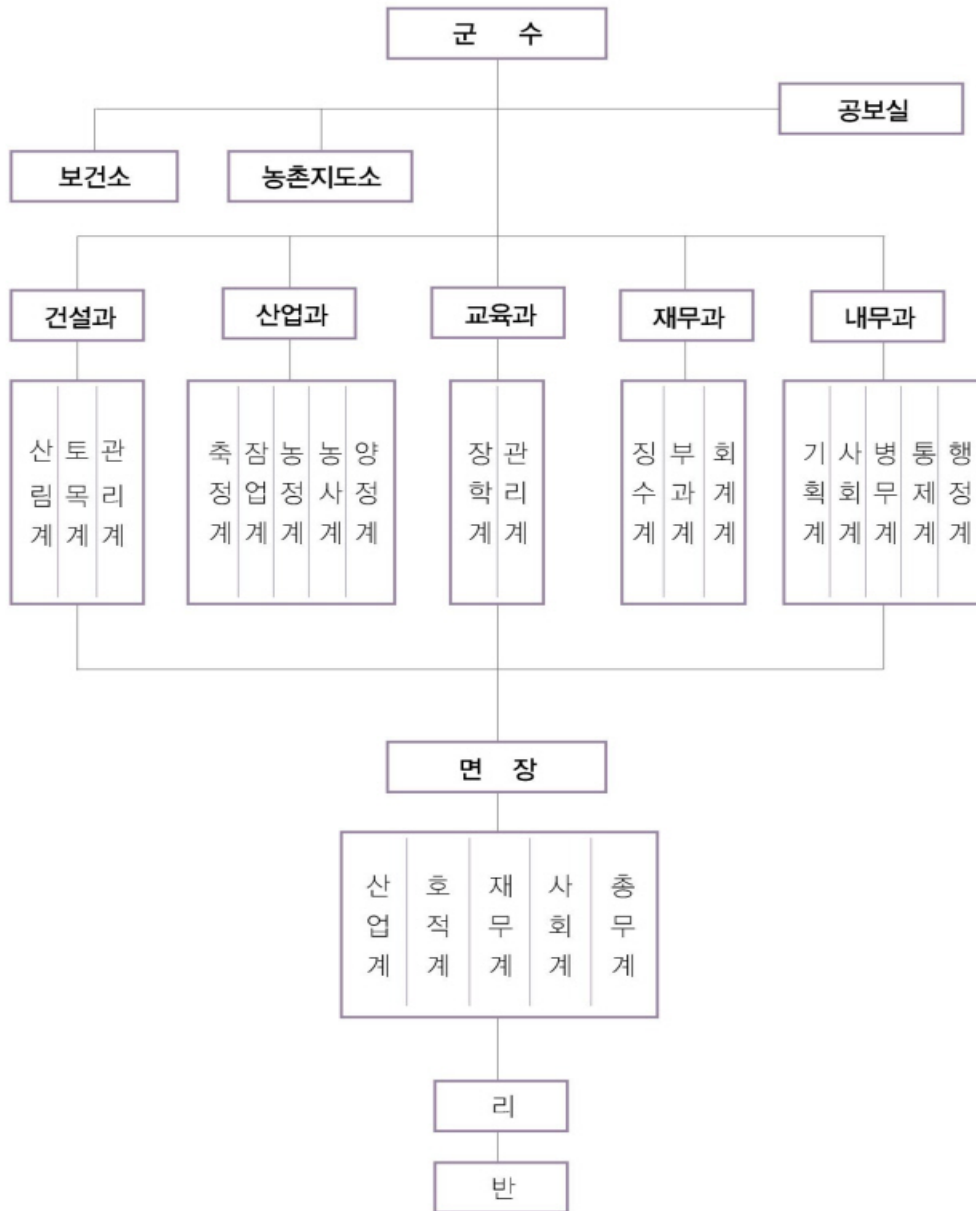 군 수
공보실
보건소
농촌지도소
건설과
산업과
교육과
재무과
내무과
산림계
토목계
관리계
축정계
잠업계
농정계
농사계
양정계
장학계
관리계
징수계
부과계
회계계
기획계
사회계
병무계
통제계
행정계
면 장
산업계
호적계
재무계
사회계
총무계
리
반